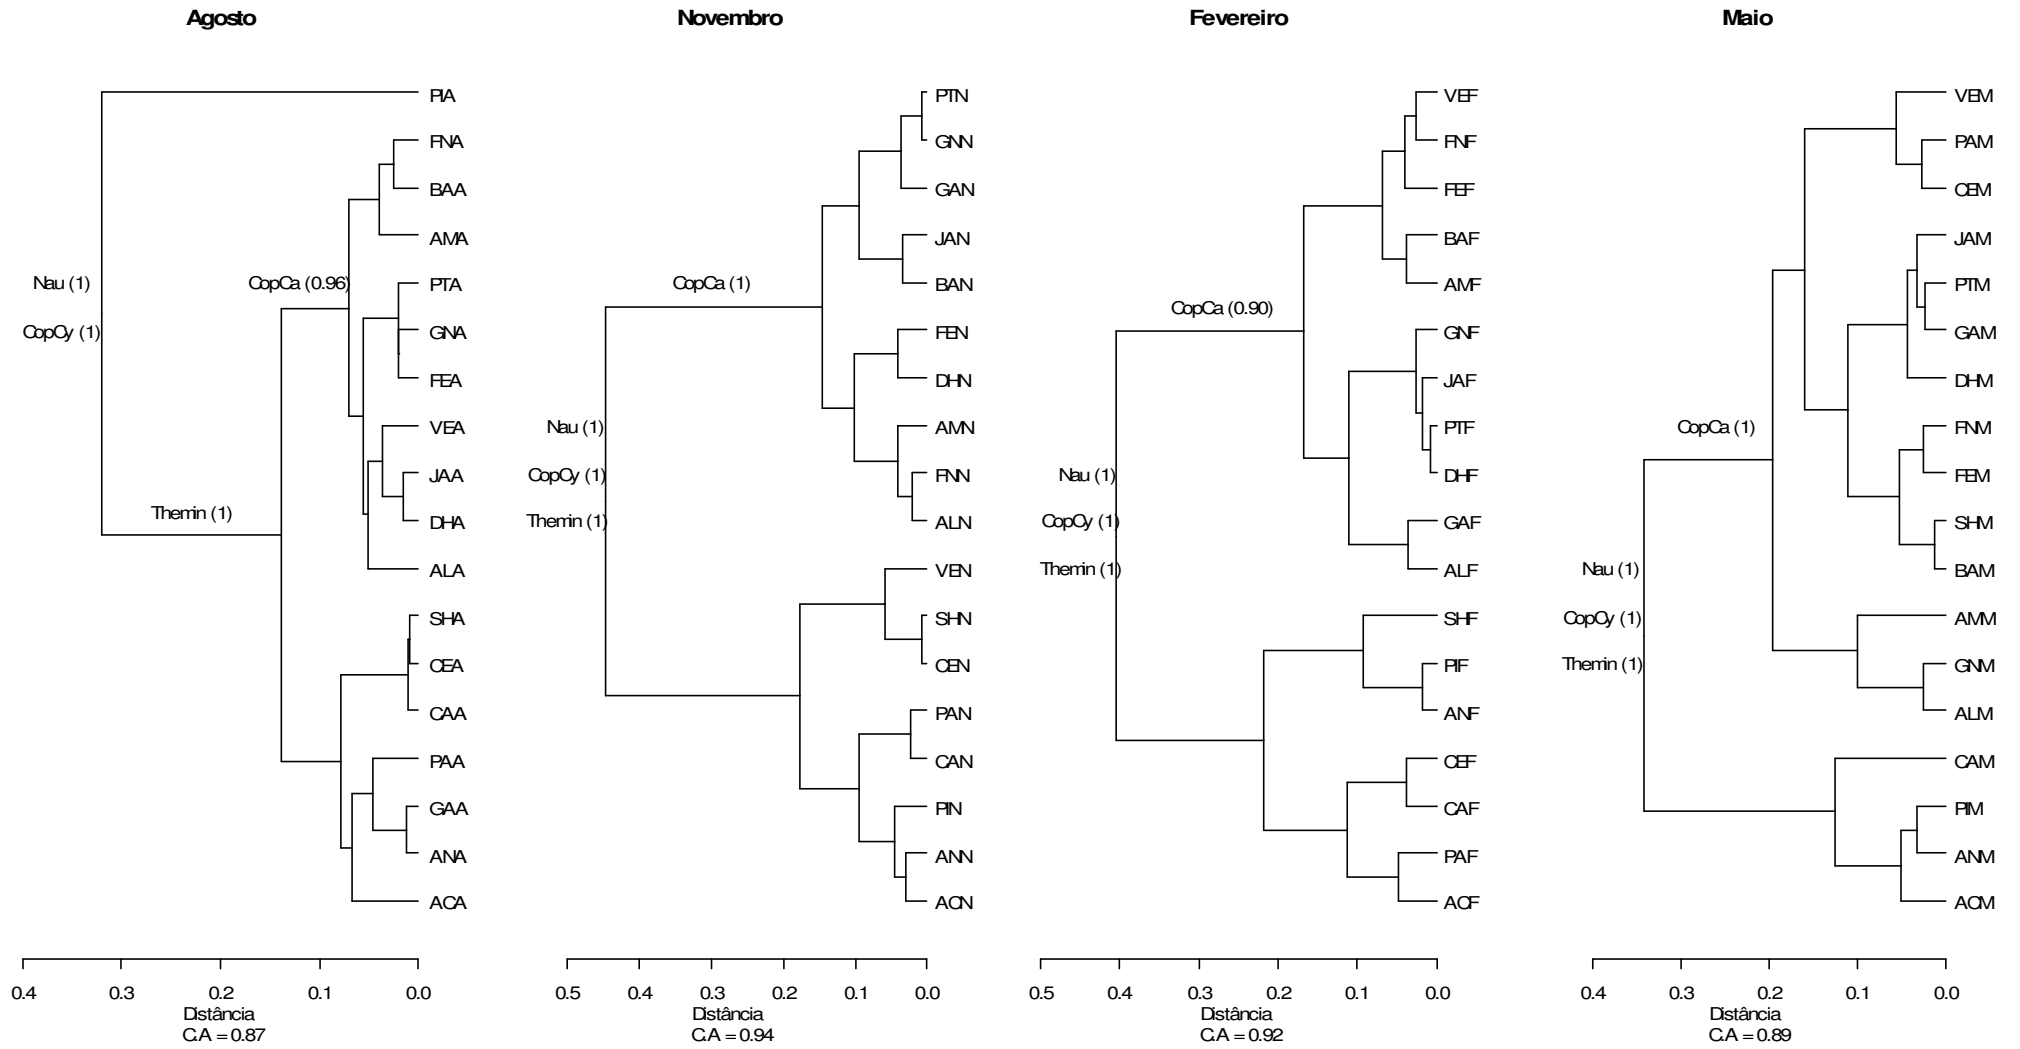 Agosto
PIA
FNA
BAA
AMA
PTA
GNA
FEA
VEA
JAA
DHA
ALA
SHA
CEA
CAA
PAA
GAA
ANA
ACA
Nau (1)
CopCy (1)
CopCa (0.96)
Themin (1)
0.4 0.3 0.2 0.1 0.0
Distância
C.A = 0.87
Novembro
PTN
GNN
GAN
JAN
BAN
FEN
DHN
AMN
FNN
ALN
VEN
SHN
CEN
PAN
CAN
PIN
ANN
ACN
CopCa (1)
Nau (1)
CopCy (1)
Themin (1)
0.5 0.4 0.3 0.2 0.1 0.0
Distância
C.A = 0.94
Fevereiro
VEF
FNF
FEF
BAF
AMF
GNF
JAF
PTF
DHF
GAF
ALF
SHF
PIF
ANF
CEF
CAF
PAF
ACF
CopCa (0.90)
Nau (1)
CopCy (1)
Themin (1)
0.5 0.4 0.3 0.2 0.1 0.0
Distância
C.A = 0.92
Maio
VEM
PAM
CEM
JAM
PTM
GAM
DHM
FNM
FEM
SHM
BAM
AMM
GNM
ALM
CAM
PIM
ANM
ACM
CopCa (1)
Nau (1)
CopCy (1)
Themin (1)
0.4 0.3 0.2 0.1 0.0
Distância
C.A = 0.89